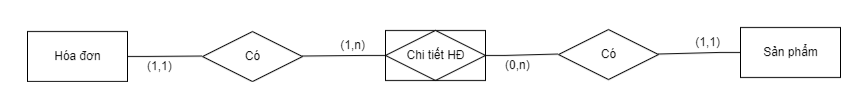 Hóa đơn
(1,1)
Có
(1,n)
Chi tiết HĐ
(0,n)
Có
(1,1)
Sản phẩm